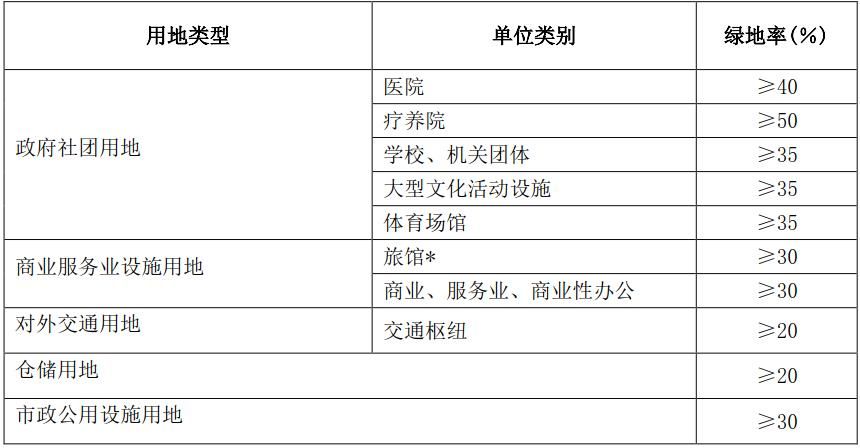 用地类型 单位类别 绿地率(%)
政府社团用地 医院 ≥40
疗养院 ≥50
学校、机关团体 ≥35
大型文化活动设施 ≥35
体育场馆 ≥35
商业服务业设施用地 旅馆* ≥30
商业、服务业、商业性办公 ≥30
对外交通用地 交通枢纽 ≥20
仓储用地 ≥20
市政公用设施用地 ≥30